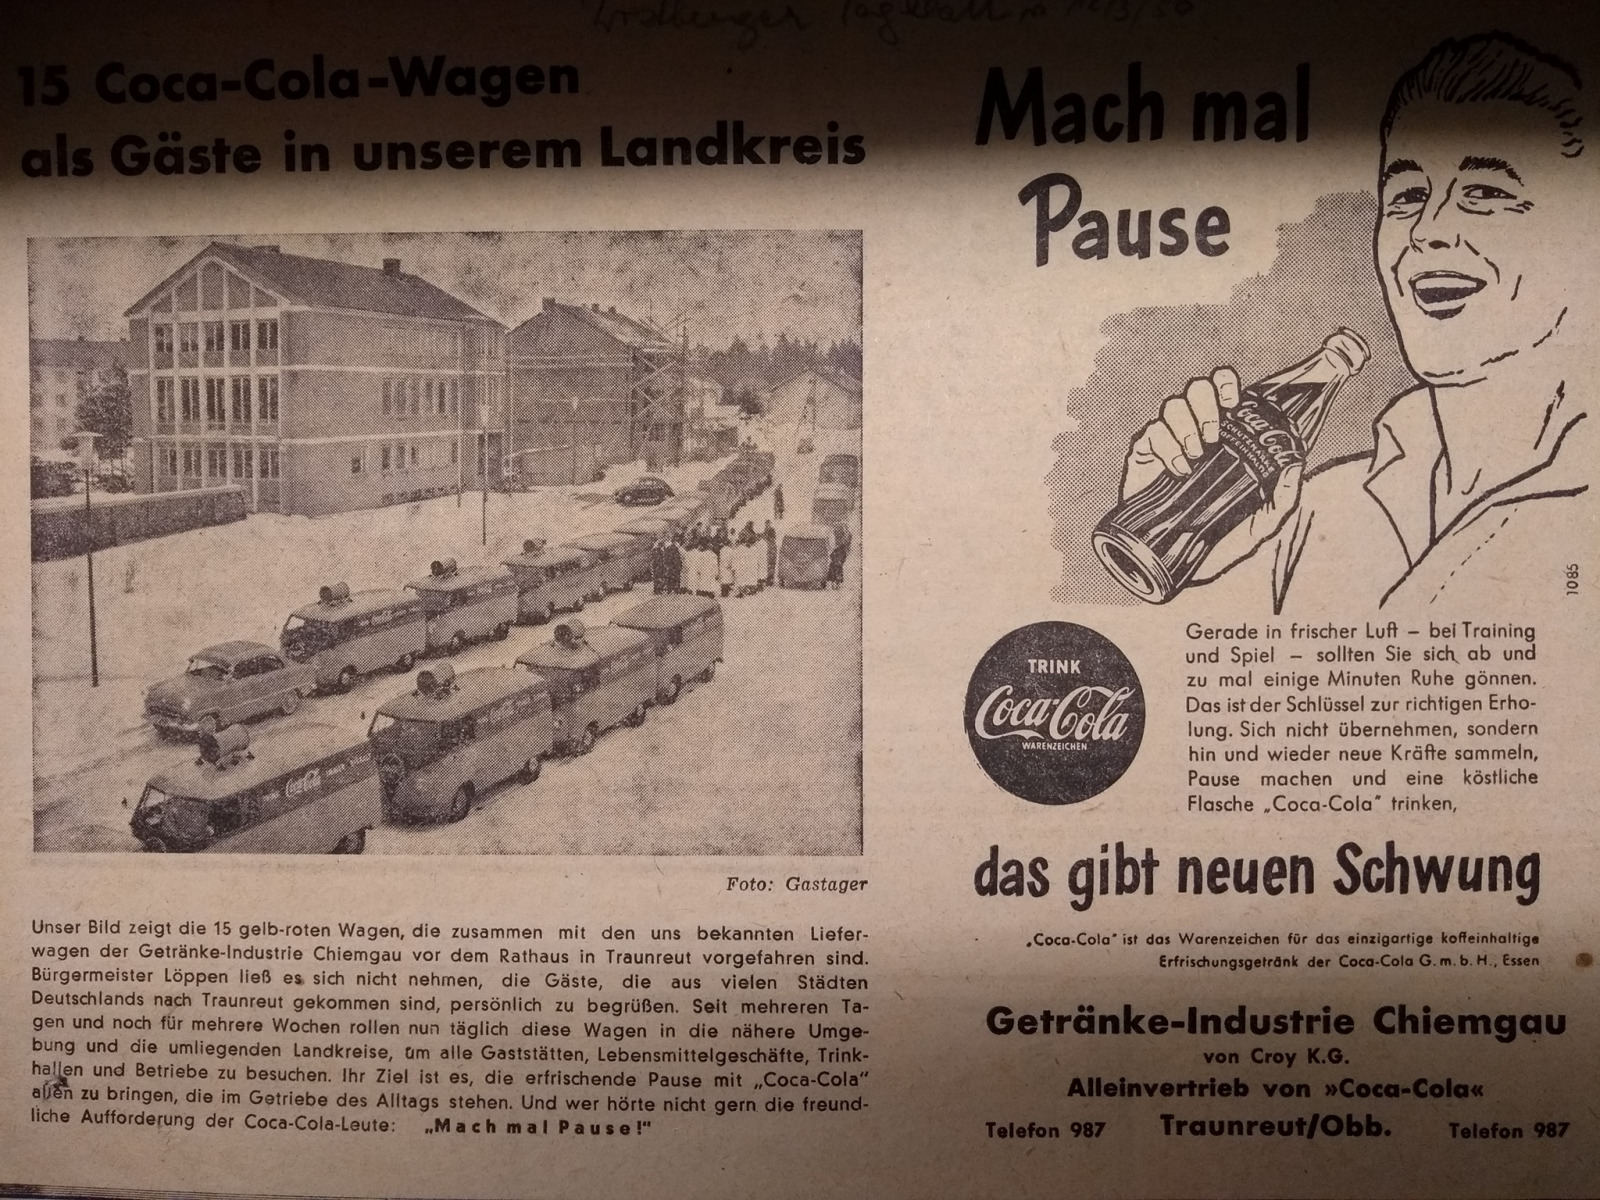 Tagblatt
15 Coca-Cola-Wagen
als Gäste in unserem Landkreis
Foto: Gastager
Unser Bild zeigt die 15 gelb-roten Wagen, die zusammen mit den uns bekannten Liefer-
wagen der Getränke-Industrie Chiemgau vor dem Rathaus in Traunreut vorgefahren sind.
Bürgermeister Löppen ließ es sich nicht nehmen, die Gäste, die aus vielen Städten
Deutschlands nach Traunreut gekommen sind, persönlich zu begrüßen. Seit mehreren Ta-
gen und noch für mehrere Wochen rollen nun täglich diese Wagen in die nähere Umge-
bung und die umliegenden Landkreise, um alle Gaststätten, Lebensmittelgeschäfte, Trink-
hallen und Betriebe zu besuchen. Ihr Ziel ist es, die erfrischende Pause mit „Coca-Cola"
allen zu bringen, die im Getriebe des Alltags stehen. Und wer hörte nicht gern die freund-
liche Aufforderung der Coca-Cola-Leute: „Mach mal Pause!"
Mach mal
Pause
Coca-Cola
SCHUTZMARKE
KOFFEINHALTIG
1085
TRINK
Coca-Cola
WARENZEICHEN
Gerade in frischer Luft – bei Training
und Spiel – sollten Sie sich ab und
zu mal einige Minuten Ruhe gönnen.
Das ist der Schlüssel zur richtigen Erho-
lung. Sich nicht übernehmen, sondern
hin und wieder neue Kräfte sammeln,
Pause machen und eine köstliche
Flasche „Coca-Cola" trinken,
das gibt neuen Schwung
„Coca-Cola" ist das Warenzeichen für das einzigartige koffeinhaltige
Erfrischungsgetränk der Coca-Cola G.m.b.H., Essen
Getränke-Industrie Chiemgau
von Croy K.G.
Alleinvertrieb von »Coca-Cola«
Telefon 987 Traunreut/Obb. Telefon 987